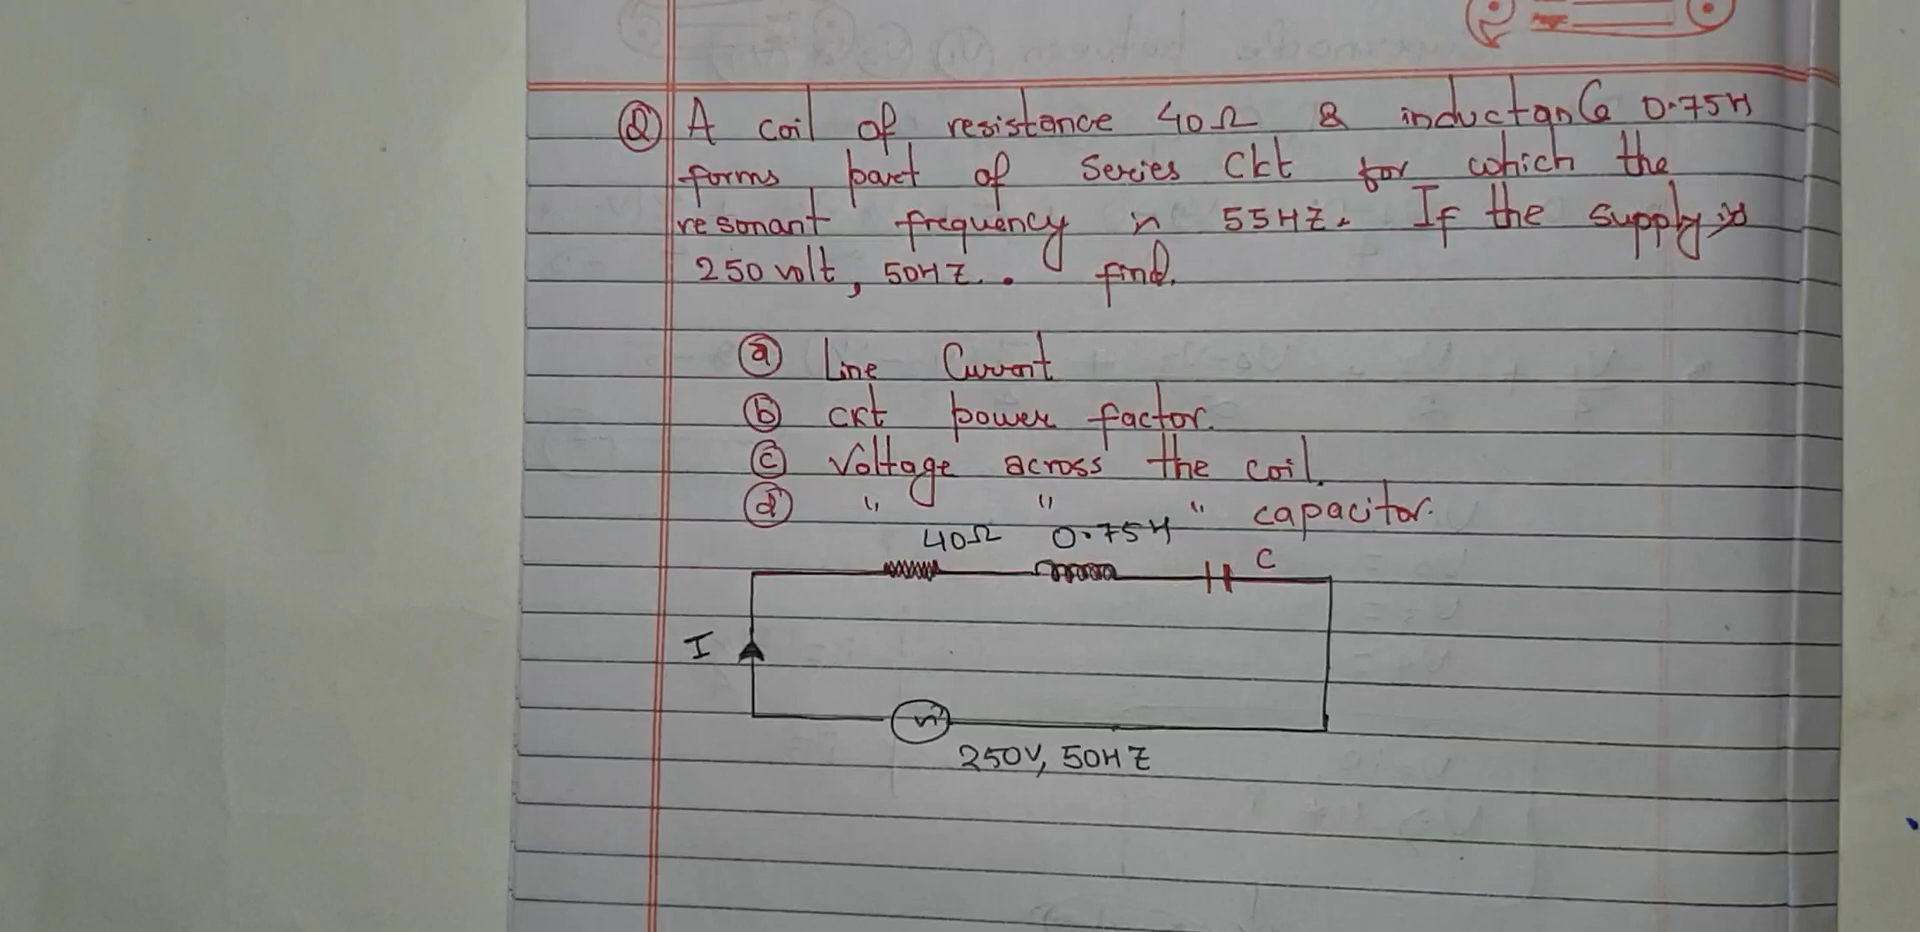 Q A coil of resistance 40Ω & inductance 0.75H
forms part of Series Ckt for which the
resonant frequency is 55HZ. If the supply is
250 volt, 50HZ.. find.
a Line Current
b ckt power factor.
c Voltage across the coil.
d " " " capacitor.
40Ω 0.75H C
I
250V, 50HZ